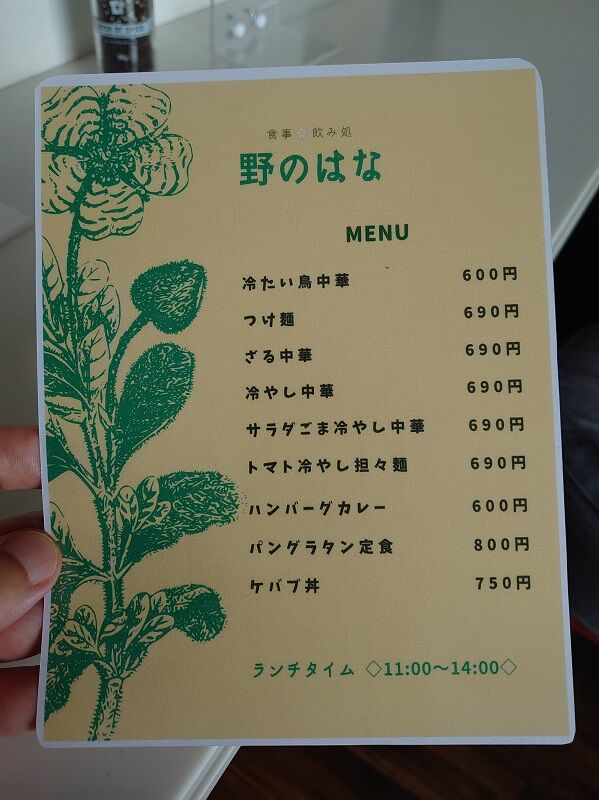 食事 飲み処
野のはな
MENU
冷たい鳥中華 600円
つけ麺 690円
ざる中華 690円
冷やし中華 690円
サラダごま冷やし中華 690円
トマト冷やし担々麺 690円
ハンバーグカレー 600円
パングラタン定食 800円
ケバブ丼 750円
ランチタイム ◇11:00〜14:00◇